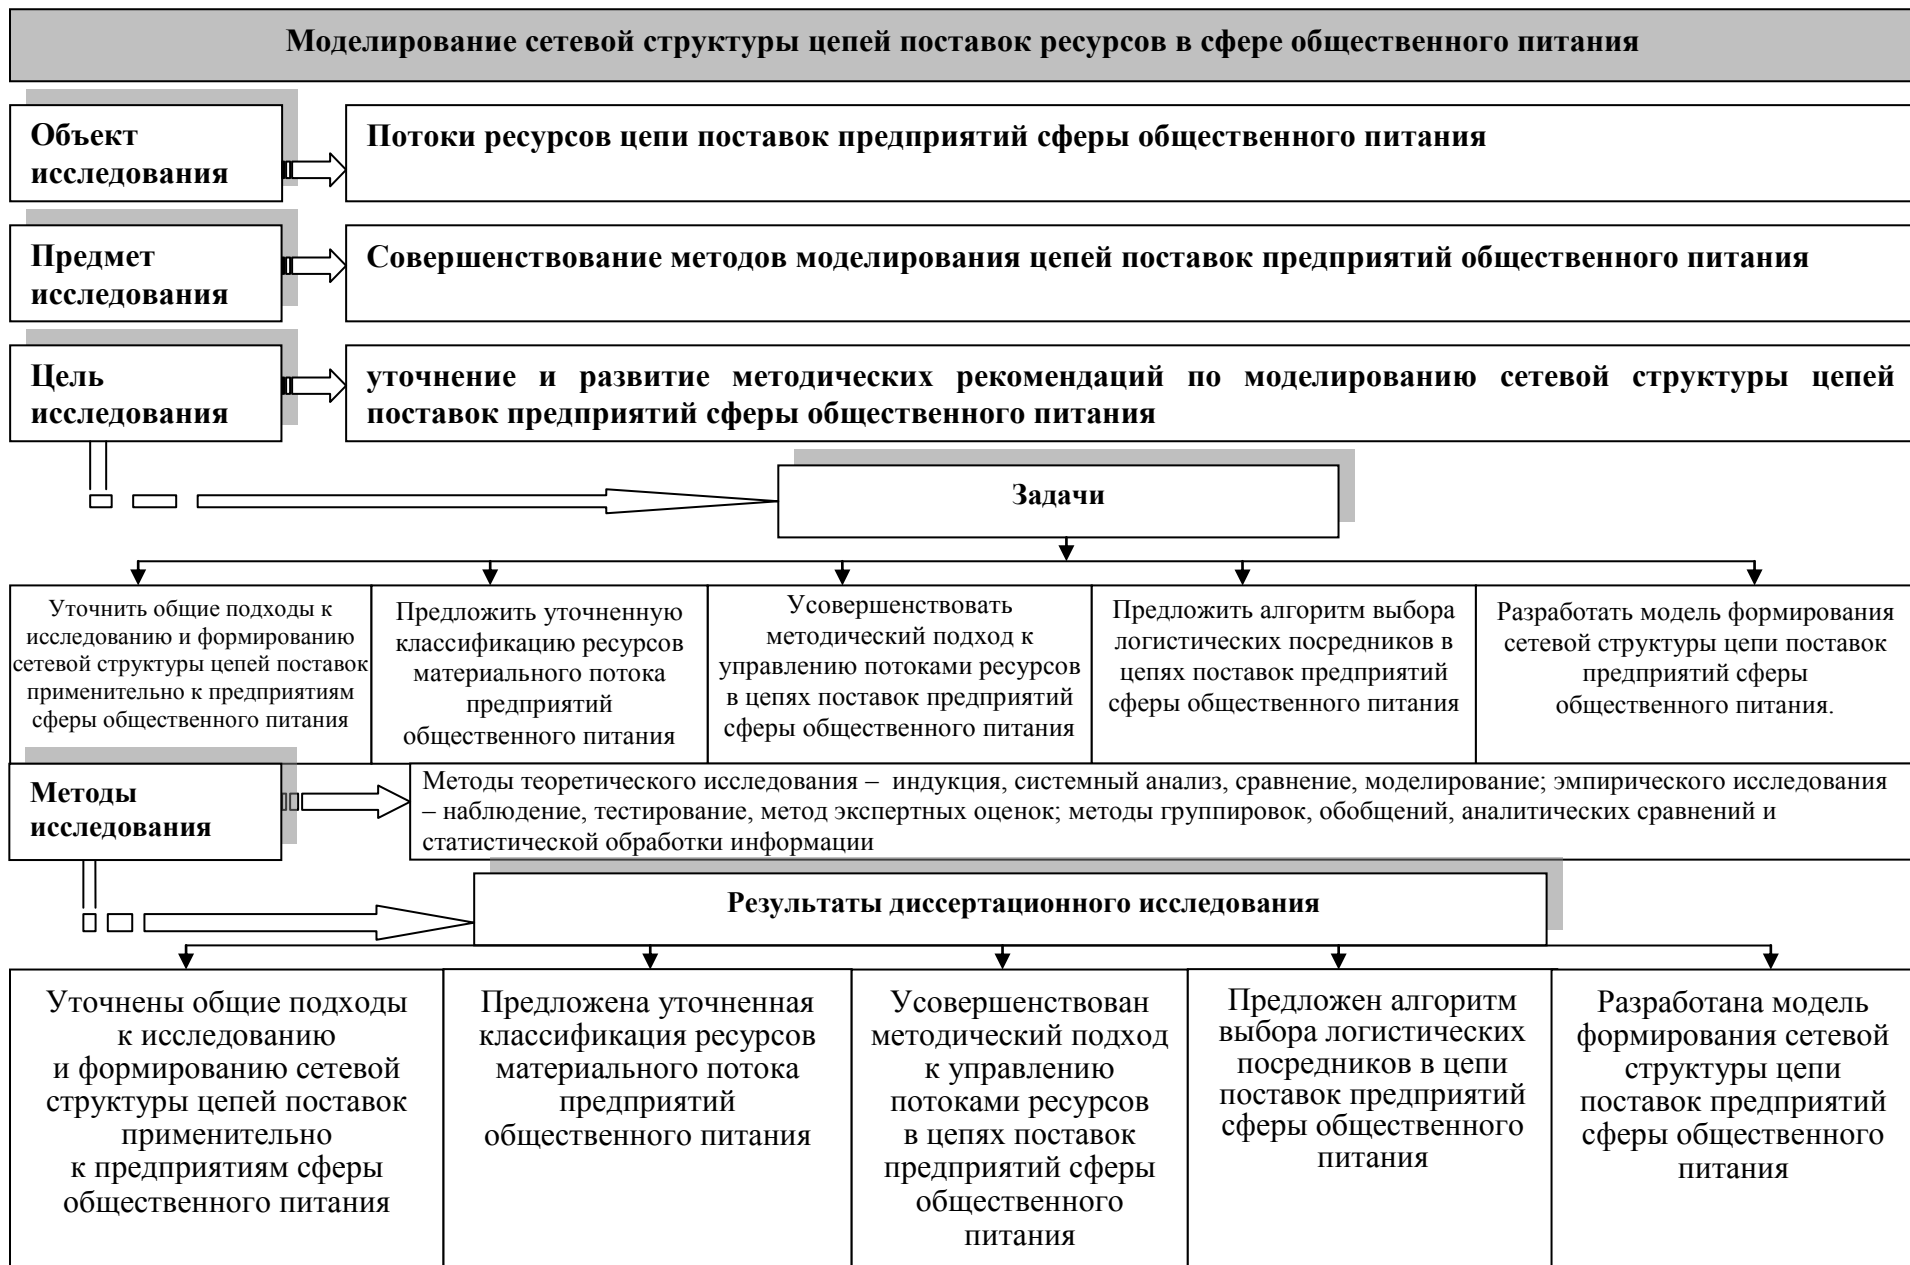 Моделирование сетевой структуры цепей поставок ресурсов в сфере общественного питания
Объект
исследования
Потоки ресурсов цепи поставок предприятий сферы общественного питания
Предмет
исследования
Совершенствование методов моделирования цепей поставок предприятий общественного питания
Цель
исследования
уточнение и развитие методических рекомендаций по моделированию сетевой структуры цепей
поставок предприятий сферы общественного питания
Задачи
Уточнить общие подходы к
исследованию и формированию
сетевой структуры цепей поставок
применительно к предприятиям
сферы общественного питания
Предложить уточненную
классификацию ресурсов
материального потока
предприятий
общественного питания
Усовершенствовать
методический подход к
управлению потоками ресурсов
в цепях поставок предприятий
сферы общественного питания
Предложить алгоритм выбора
логистических посредников в
цепях поставок предприятий
сферы общественного питания
Разработать модель формирования
сетевой структуры цепи поставок
предприятий сферы
общественного питания.
Методы
исследования
Методы теоретического исследования – индукция, системный анализ, сравнение, моделирование; эмпирического исследования
– наблюдение, тестирование, метод экспертных оценок; методы группировок, обобщений, аналитических сравнений и
статистической обработки информации
Результаты диссертационного исследования
Уточнены общие подходы
к исследованию
и формированию сетевой
структуры цепей поставок
применительно
к предприятиям сферы
общественного питания
Предложена уточненная
классификация ресурсов
материального потока
предприятий
общественного питания
Усовершенствован
методический подход
к управлению
потоками ресурсов
в цепях поставок
предприятий сферы
общественного
питания
Предложен алгоритм
выбора логистических
посредников в цепи
поставок предприятий
сферы общественного
питания
Разработана модель
формирования сетевой
структуры цепи
поставок предприятий
сферы общественного
питания